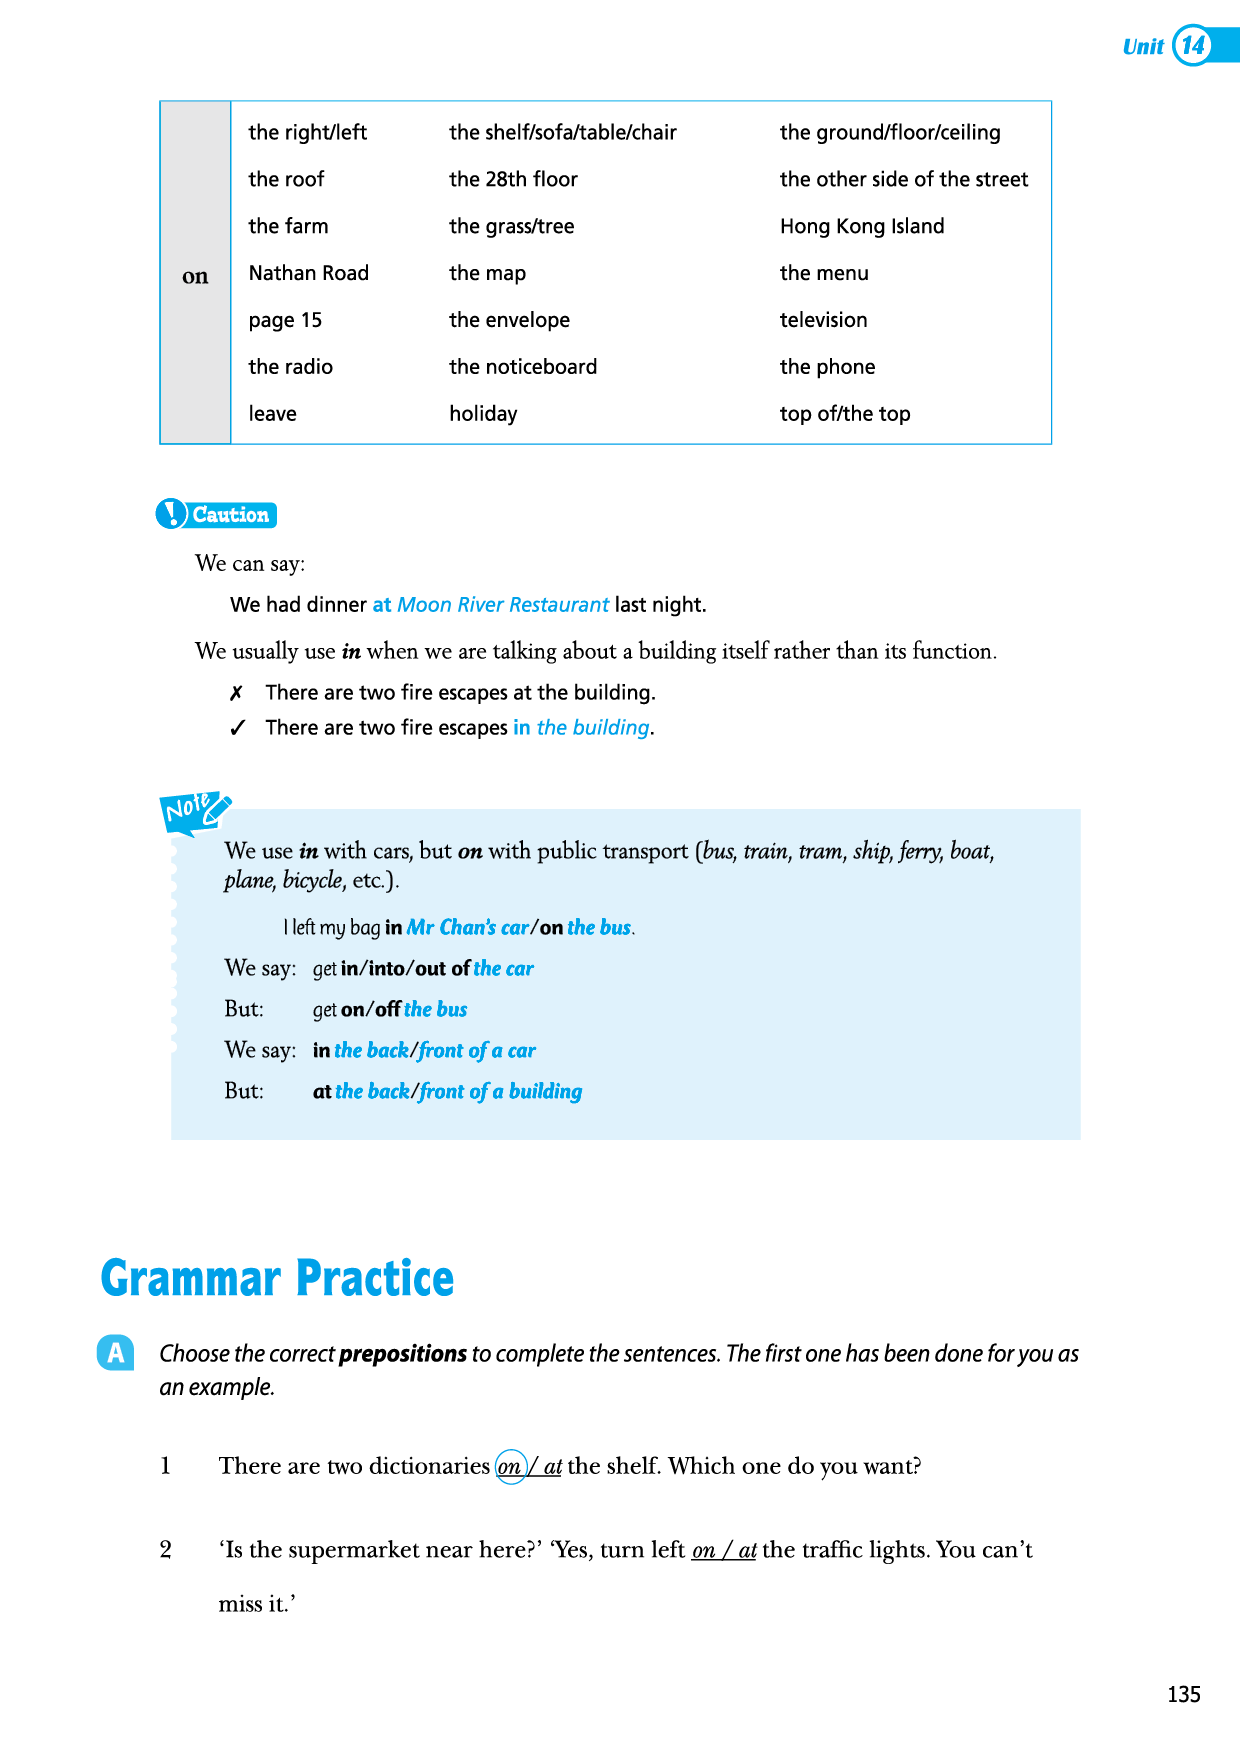 Unit 14
the right/left the shelf/sofa/table/chair the ground/floor/ceiling
the roof the 28th floor the other side of the street
the farm the grass/tree Hong Kong Island
on Nathan Road the map the menu
page 15 the envelope television
the radio the noticeboard the phone
leave holiday top of/the top
! Caution
We can say:
We had dinner at Moon River Restaurant last night.
We usually use in when we are talking about a building itself rather than its function.
✗ There are two fire escapes at the building.
✓ There are two fire escapes in the building.
Note
We use in with cars, but on with public transport (bus, train, tram, ship, ferry, boat,
plane, bicycle, etc.).
I left my bag in Mr Chan's car/on the bus.
We say: get in/into/out of the car
But: get on/off the bus
We say: in the back/front of a car
But: at the back/front of a building
Grammar Practice
A Choose the correct prepositions to complete the sentences. The first one has been done for you as
an example.
1 There are two dictionaries on / at the shelf. Which one do you want?
2 ‘Is the supermarket near here?’ ‘Yes, turn left on / at the traffic lights. You can’t
miss it.’
135